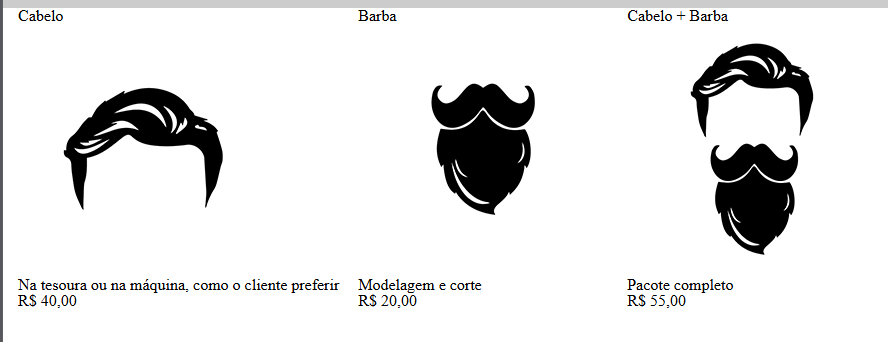 Cabelo
Na tesoura ou na máquina, como o cliente preferir
R$ 40,00
Barba
Modelagem e corte
R$ 20,00
Cabelo + Barba
Pacote completo
R$ 55,00